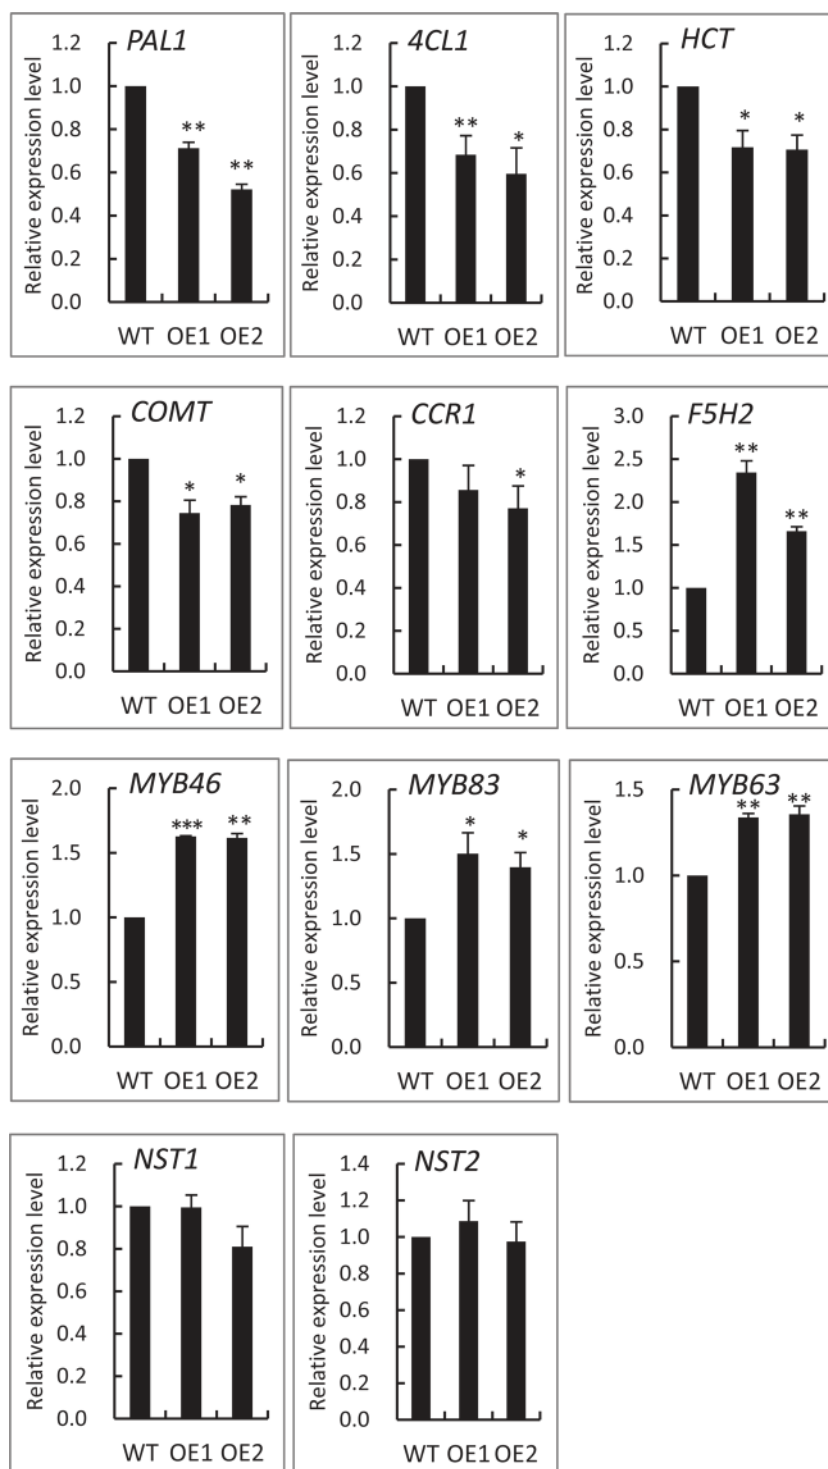 PAL1
Relative expression level
1.2
1.0
0.8
0.6
0.4
0.2
0.0
**
**
WT OE1 OE2
4CL1
Relative expression level
1.2
1.0
0.8
0.6
0.4
0.2
0.0
**
*
WT OE1 OE2
HCT
Relative expression level
1.2
1.0
0.8
0.6
0.4
0.2
0.0
*
*
WT OE1 OE2
COMT
Relative expression level
1.2
1.0
0.8
0.6
0.4
0.2
0.0
*
*
WT OE1 OE2
CCR1
Relative expression level
1.2
1.0
0.8
0.6
0.4
0.2
0.0
*
WT OE1 OE2
F5H2
Relative expression level
3.0
2.5
2.0
1.5
1.0
0.5
0.0
**
**
WT OE1 OE2
MYB46
Relative expression level
2.0
1.5
1.0
0.5
0.0
***
**
WT OE1 OE2
MYB83
Relative expression level
2.0
1.5
1.0
0.5
0.0
*
*
WT OE1 OE2
MYB63
Relative expression level
1.5
1.0
0.5
0.0
**
**
WT OE1 OE2
NST1
Relative expression level
1.2
1.0
0.8
0.6
0.4
0.2
0.0
WT OE1 OE2
NST2
Relative expression level
1.4
1.2
1.0
0.8
0.6
0.4
0.2
0.0
WT OE1 OE2